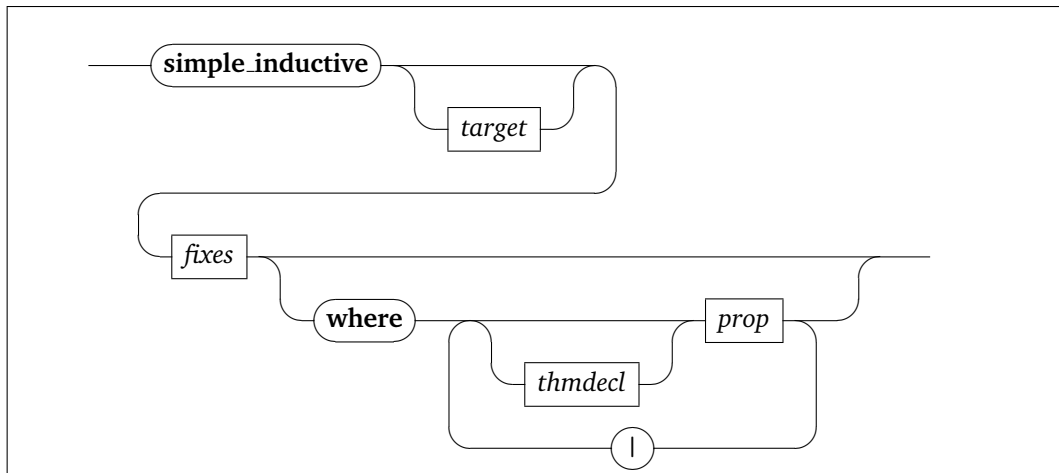 simple_inductive
target
fixes
where
prop
thmdecl
|